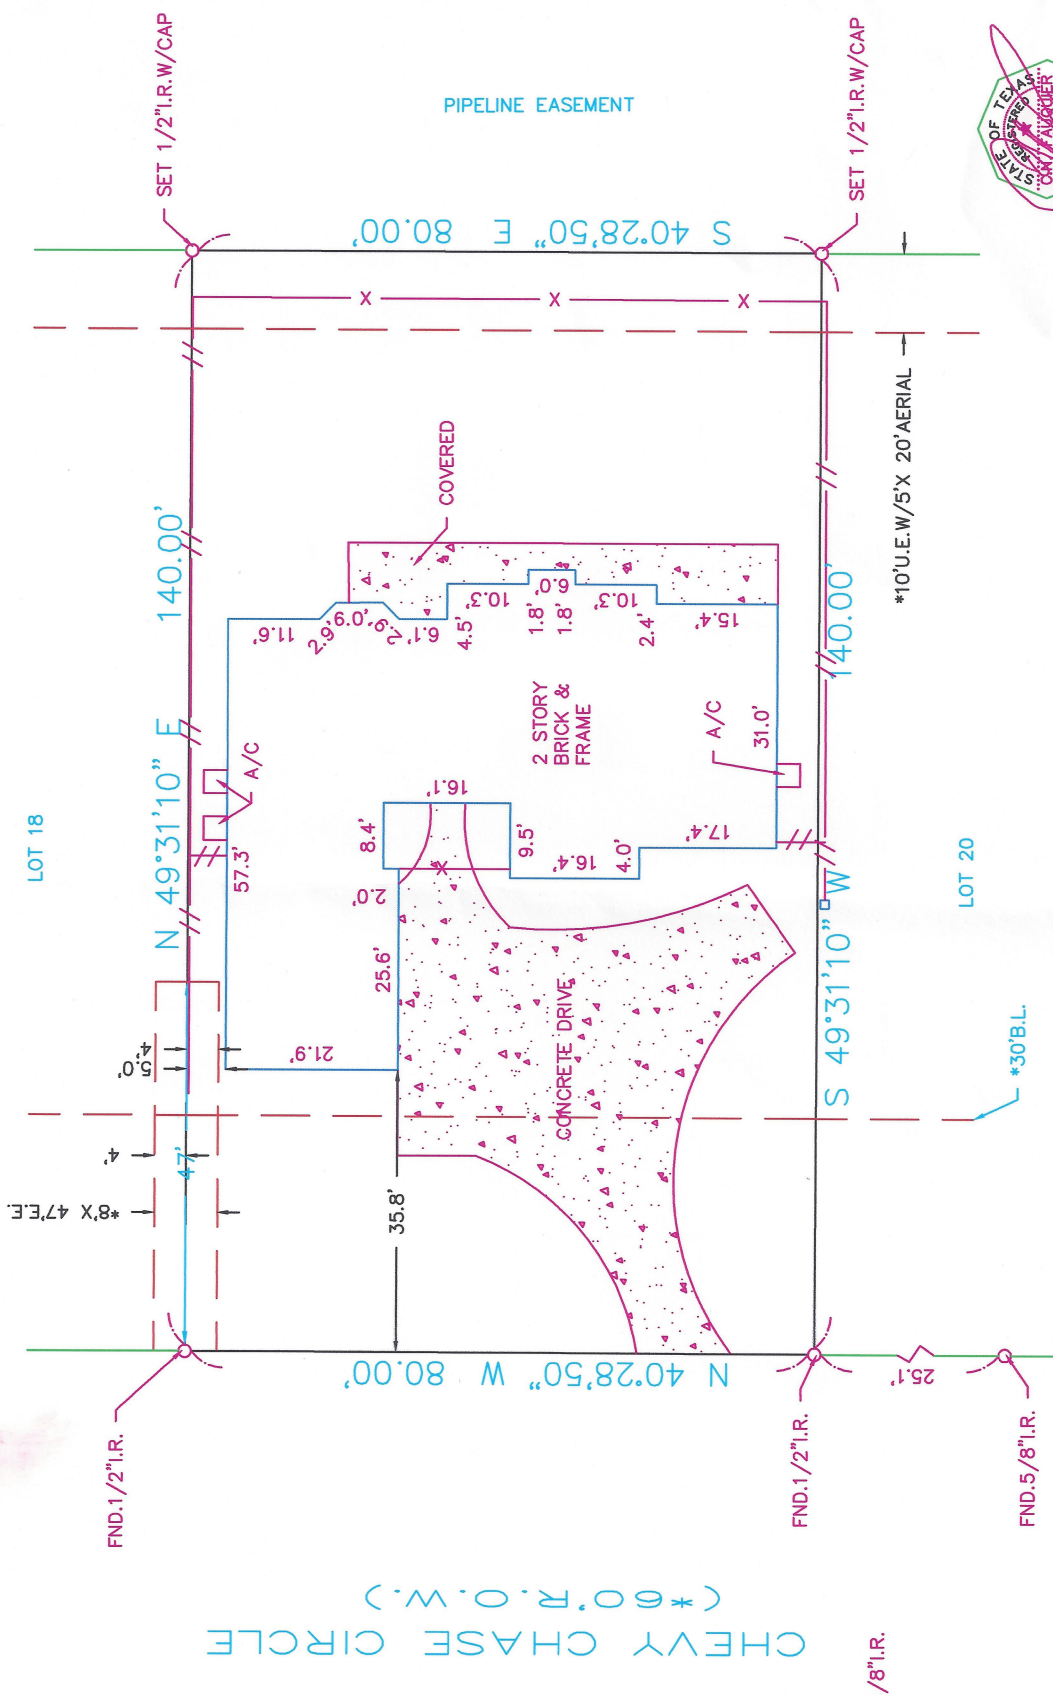 PIPELINE EASEMENT
SET 1/2"I.R.W/CAP
SET 1/2"I.R.W/CAP
STATE OF TEXAS
REGISTERED
S 40°28'50" E 80.00'
LOT 18
N 49°31'10" E 140.00'
*10'U.E.W/5'X 20'AERIAL
COVERED
11.6'
2.9'
6.0'
2.9'
6.1'
4.5'
10.3'
1.8'
6.0'
1.8'
10.3'
2.4'
15.4'
2 STORY
BRICK &
FRAME
A/C
A/C
57.3'
31.0'
8.4'
16.1'
9.5'
2.0'
16.4'
4.0'
17.4'
25.6'
21.9'
CONCRETE DRIVE
S 49°31'10" W 140.00'
LOT 20
5.0'
4'
4'
47'
*8'X 47'E.E.
*30'B.L.
35.8'
N 40°28'50" W 80.00'
25.1'
FND.1/2"I.R.
FND.1/2"I.R.
FND.5/8"I.R.
/8"I.R.
CHEVY CHASE CIRCLE
(*60'R.O.W.)